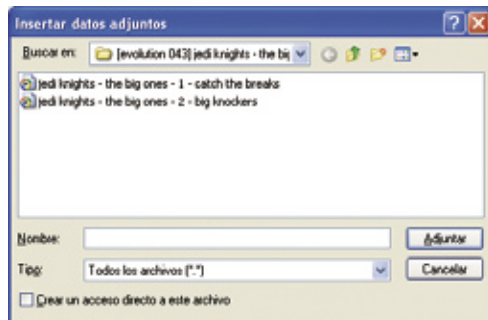 Insertar datos adjuntos
Buscar en: [evolution 043] jedi knights - the big
jedi knights - the big ones - 1 - catch the breaks
jedi knights - the big ones - 2 - big knockers
Nombre: Adjuntar
Tipo: Todos los archivos (*.*) Cancelar
Crear un acceso directo a este archivo